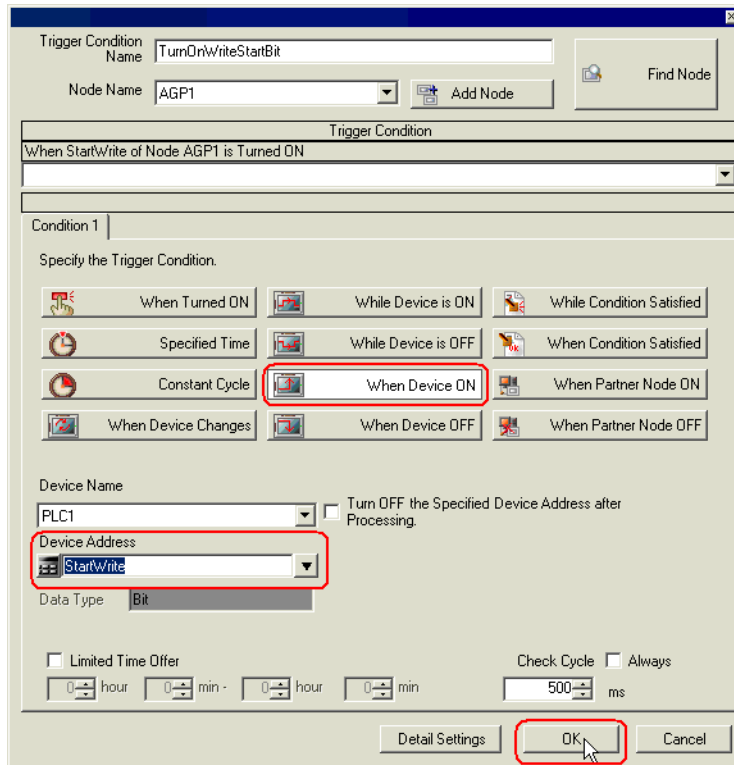 Trigger Condition
Name
TurnOnWriteStartBit
Node Name
AGP1
Add Node
Find Node
Trigger Condition
When StartWrite of Node AGP1 is Turned ON
Condition 1
Specify the Trigger Condition.
When Turned ON
While Device is ON
While Condition Satisfied
Specified Time
While Device is OFF
When Condition Satisfied
Constant Cycle
When Device ON
When Partner Node ON
When Device Changes
When Device OFF
When Partner Node OFF
Device Name
PLC1
Turn OFF the Specified Device Address after
Processing.
Device Address
StartWrite
Data Type
Bit
Limited Time Offer
Check Cycle
Always
0 hour
0 min -
0 hour
0 min
500 ms
Detail Settings
OK
Cancel